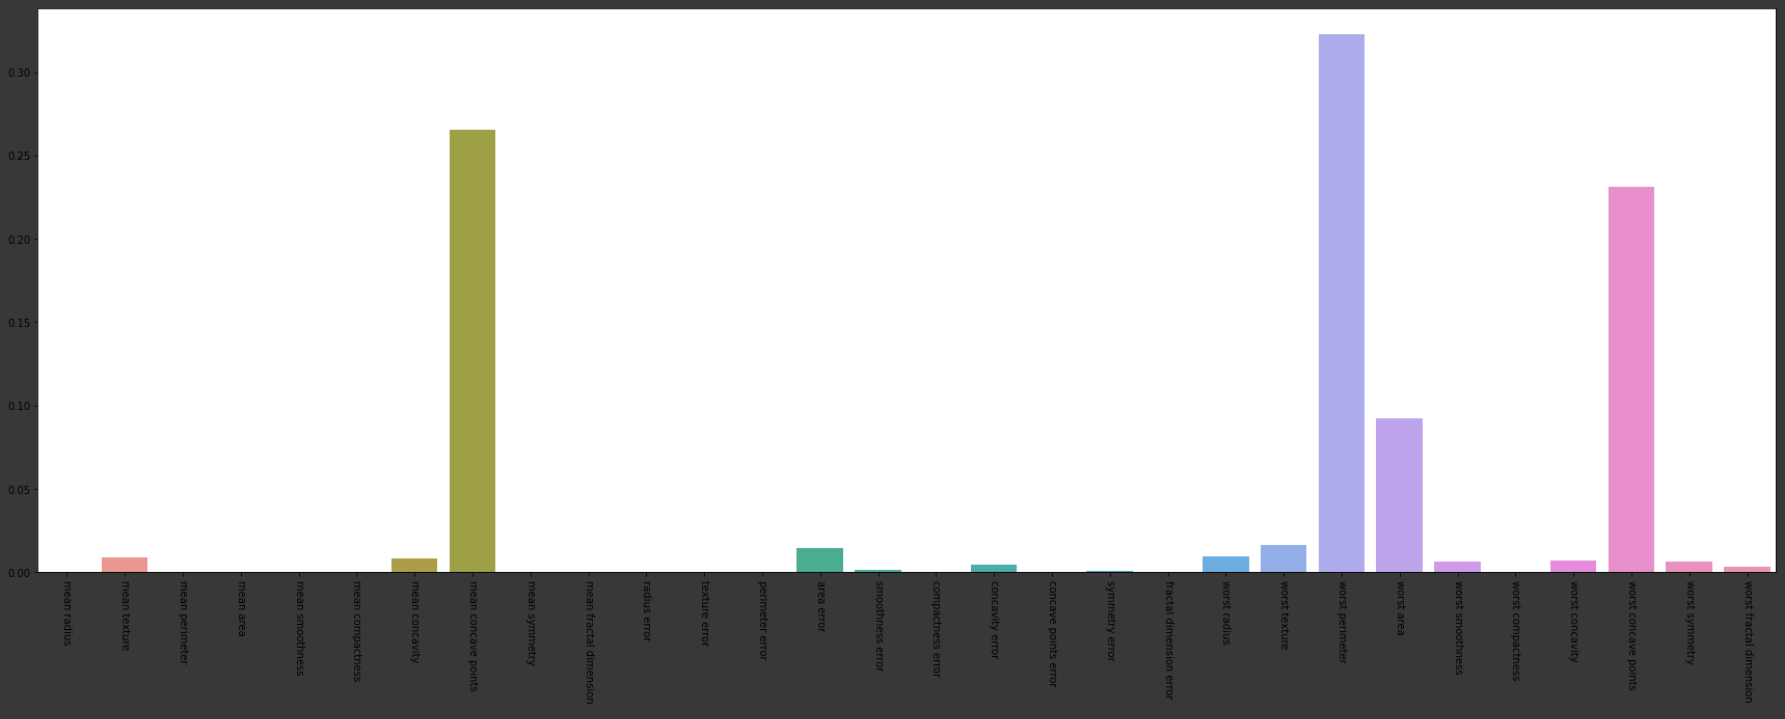 0.30
0.25
0.20
0.15
0.10
0.05
0.00
mean radius
mean texture
mean perimeter
mean area
mean smoothness
mean compactness
mean concavity
mean concave points
mean symmetry
mean fractal dimension
radius error
texture error
perimeter error
area error
smoothness error
compactness error
concavity error
concave points error
symmetry error
fractal dimension error
worst radius
worst texture
worst perimeter
worst area
worst smoothness
worst compactness
worst concavity
worst concave points
worst symmetry
worst fractal dimension